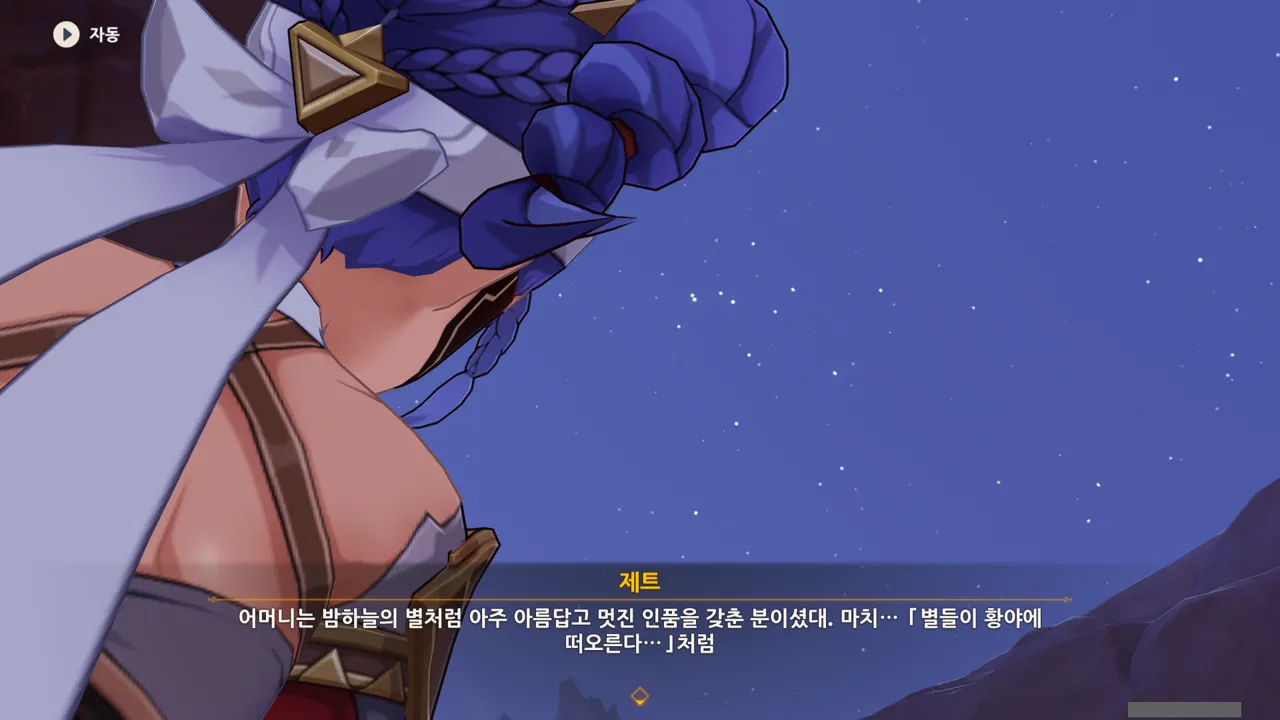 자동
제트
어머니는 밤하늘의 별처럼 아주 아름답고 멋진 인품을 갖춘 분이셨대. 마치… 「별들이 황야에
떠오른다…」처럼